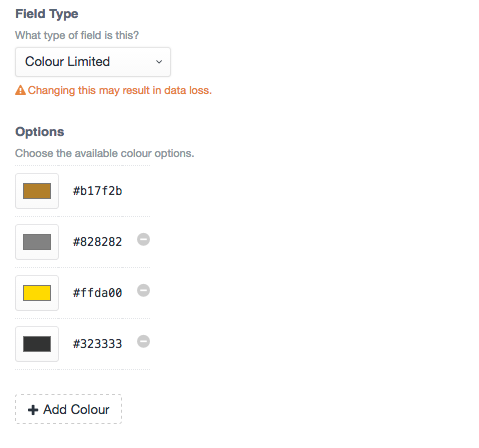 Field Type
What type of field is this?
Colour Limited
Changing this may result in data loss.
Options
Choose the available colour options.
#b17f2b
#828282
#ffda00
#323333
Add Colour